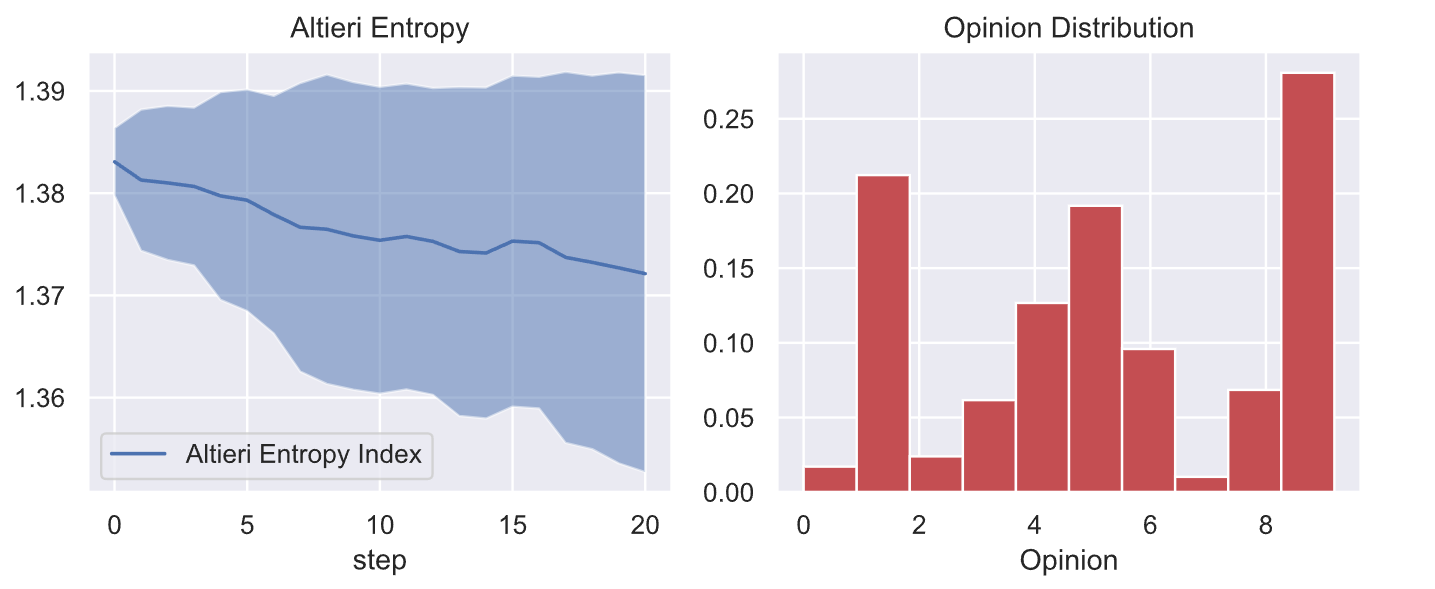 Altieri Entropy
1.39
1.38
1.37
1.36
Altieri Entropy Index
0 5 10 15 20
step
Opinion Distribution
0.25
0.20
0.15
0.10
0.05
0.00
0 2 4 6 8
Opinion